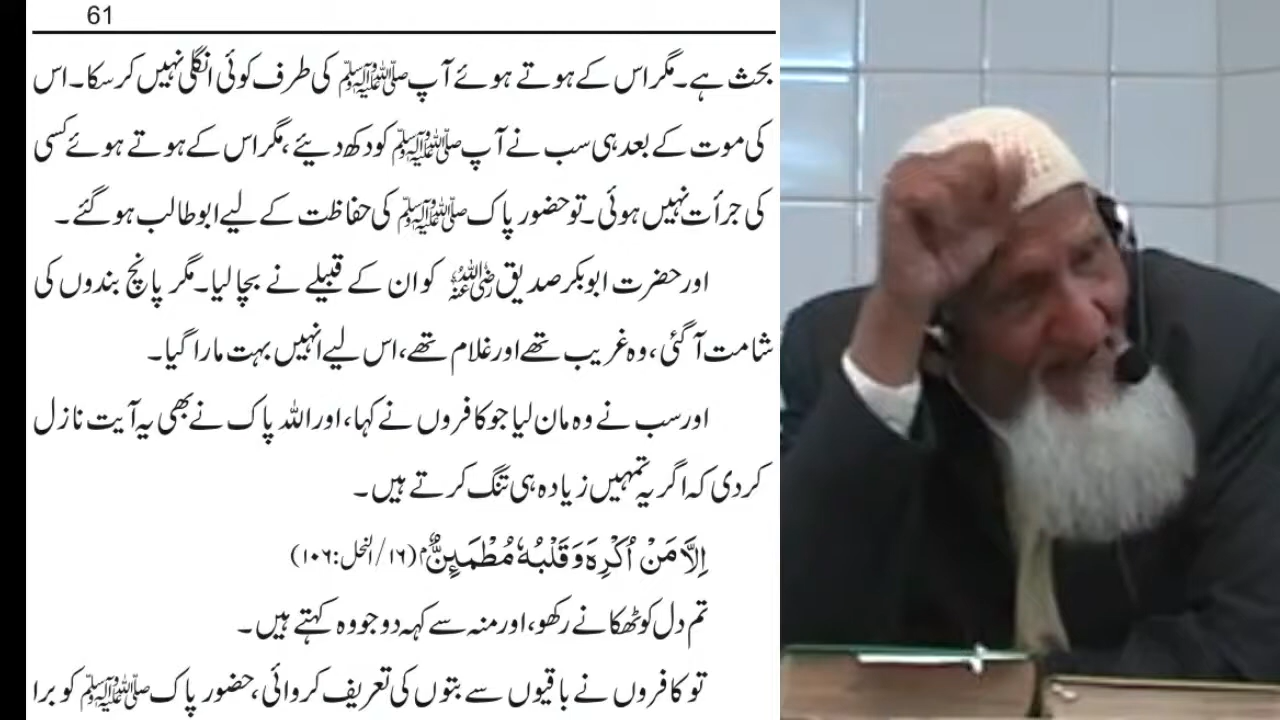 61
بحث ہے۔ مگر اس کے ہوتے ہوئے آپ ﷺ کی طرف کوئی انگلی نہیں کر سکا۔ اس
کی موت کے بعد ہی سب نے آپ ﷺ کو دکھ دیئے، مگر اس کے ہوتے ہوئے کسی
کی جرأت نہیں ہوئی۔ تو حضور پاک ﷺ کی حفاظت کے لیے ابو طالب ہو گئے۔
اور حضرت ابو بکر صدیق رضی اللہ عنہ کو ان کے قبیلے نے بچا لیا۔ مگر پانچ بندوں کی
شامت آ گئی، وہ غریب تھے اور غلام تھے، اس لیے انہیں بہت مارا گیا۔
اور سب نے وہ مان لیا جو کافروں نے کہا، اور اللہ پاک نے بھی یہ آیت نازل
کر دی کہ اگر یہ تمہیں زیادہ ہی تنگ کرتے ہیں۔
اِلَّا مَنْ اُكْرِهَ وَ قَلْبُهٗ مُطْمَىِٕنٌّۢ (۱۶/النحل:۱۰۶)
تم دل کو ٹھکانے رکھو، اور منہ سے کہہ دو جو وہ کہتے ہیں۔
تو کافروں نے باقیوں سے بتوں کی تعریف کروائی، حضور پاک ﷺ کو برا